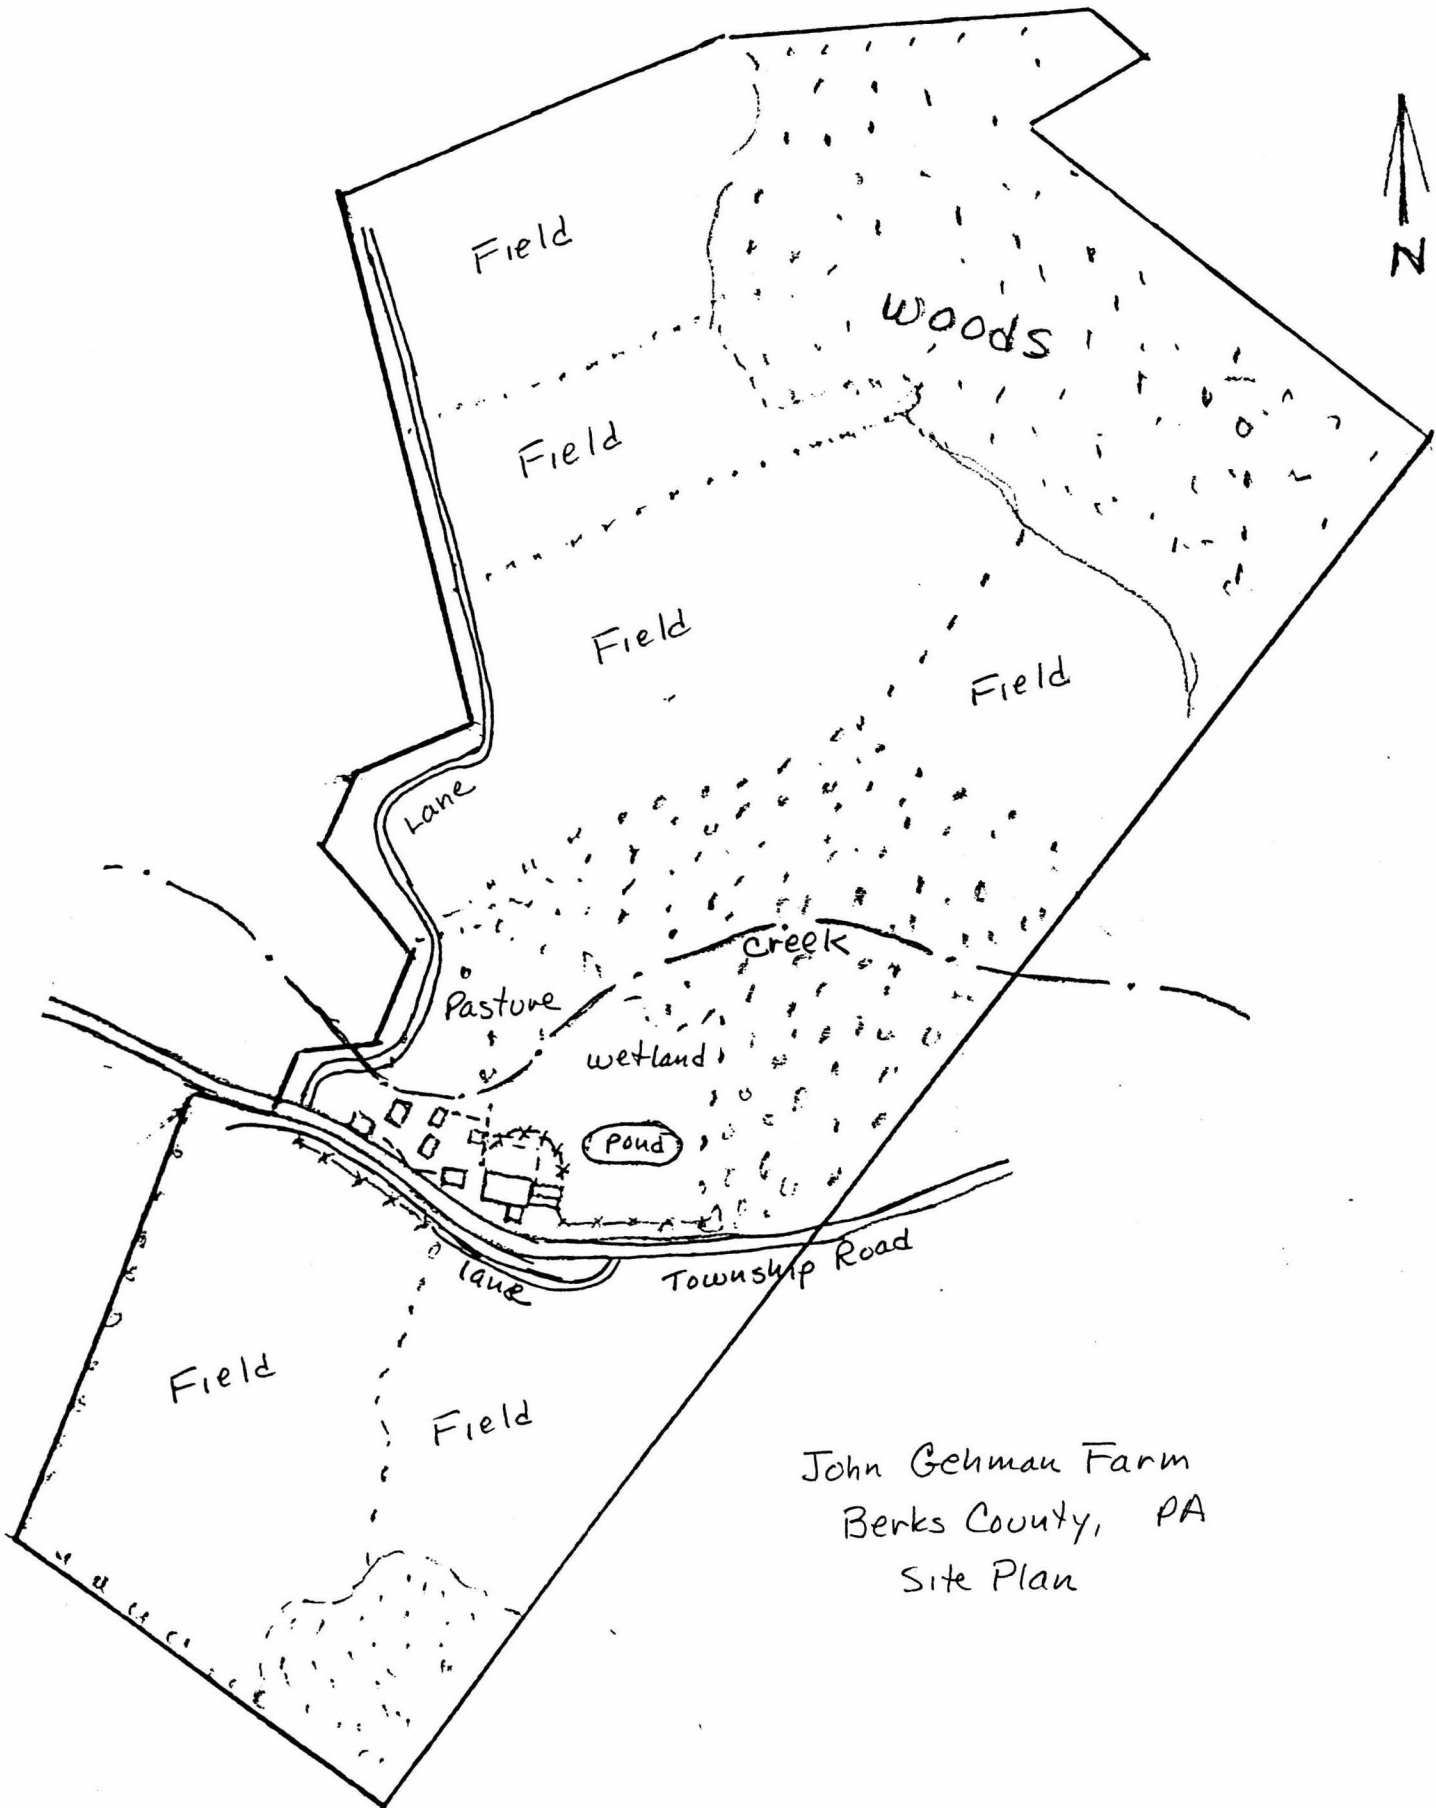 Field
woods
N
Field
Field
Field
Lane
creek
Pasture
wetland
Pond
lane
Township Road
Field
Field
John Gehman Farm
Berks County, PA
Site Plan